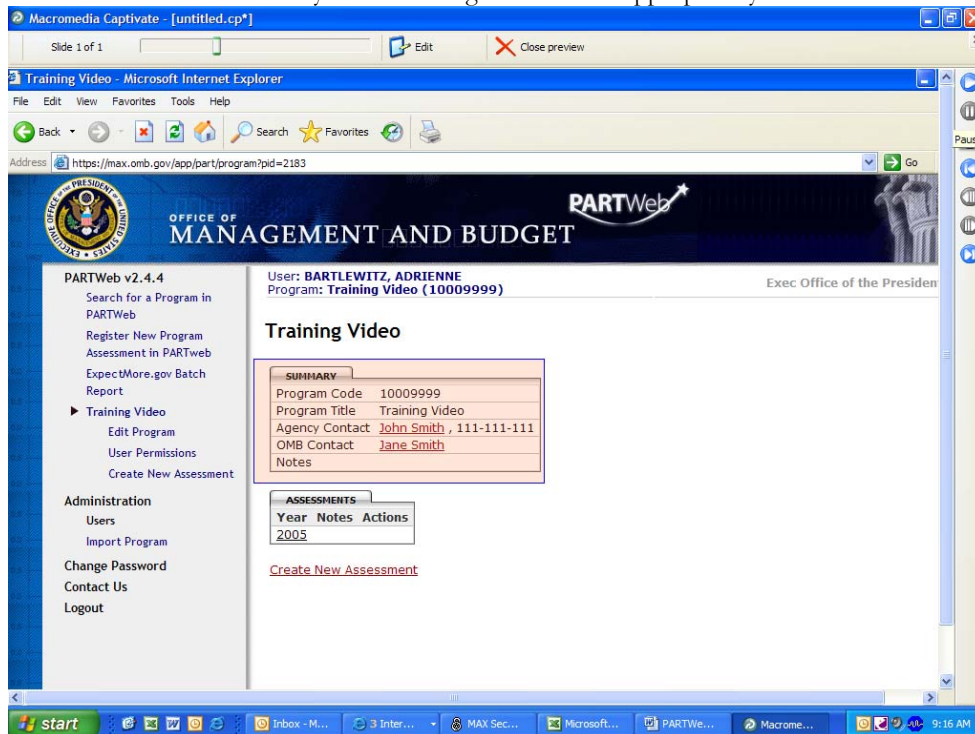 Macromedia Captivate - [untitled.cp*]
Slide 1 of 1 Edit Close preview
Training Video - Microsoft Internet Explorer
File Edit View Favorites Tools Help
Back Search Favorites
Address https://max.omb.gov/app/part/program?pid=2183 Go
OFFICE OF
MANAGEMENT AND BUDGET
PARTWeb
PARTWeb v2.4.4
Search for a Program in
PARTWeb
Register New Program
Assessment in PARTweb
ExpectMore.gov Batch
Report
Training Video
Edit Program
User Permissions
Create New Assessment
Administration
Users
Import Program
Change Password
Contact Us
Logout
User: BARTLEWITZ, ADRIENNE
Program: Training Video (10009999)
Exec Office of the Presiden
Training Video
SUMMARY
Program Code 10009999
Program Title Training Video
Agency Contact John Smith , 111-111-111
OMB Contact Jane Smith
Notes
ASSESSMENTS
Year Notes Actions
2005
Create New Assessment
Paus
start Inbox - M... 3 Inter... MAX Sec... Microsoft... PARTWe... Macrome... 9:16 AM